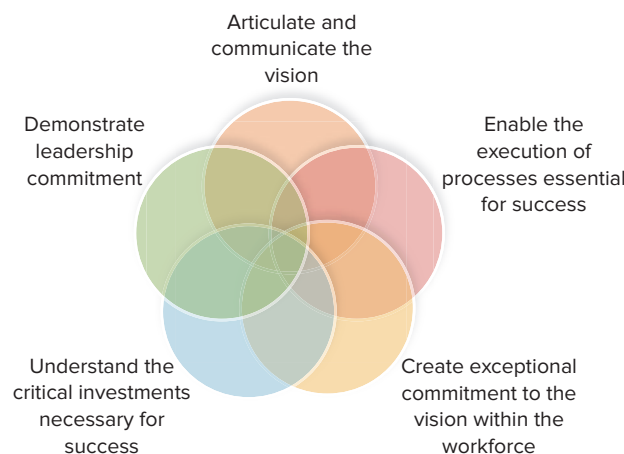 Articulate and
communicate the
vision
Enable the
execution of
processes essential
for success
Create exceptional
commitment to the
vision within the
workforce
Understand the
critical investments
necessary for
success
Demonstrate
leadership
commitment